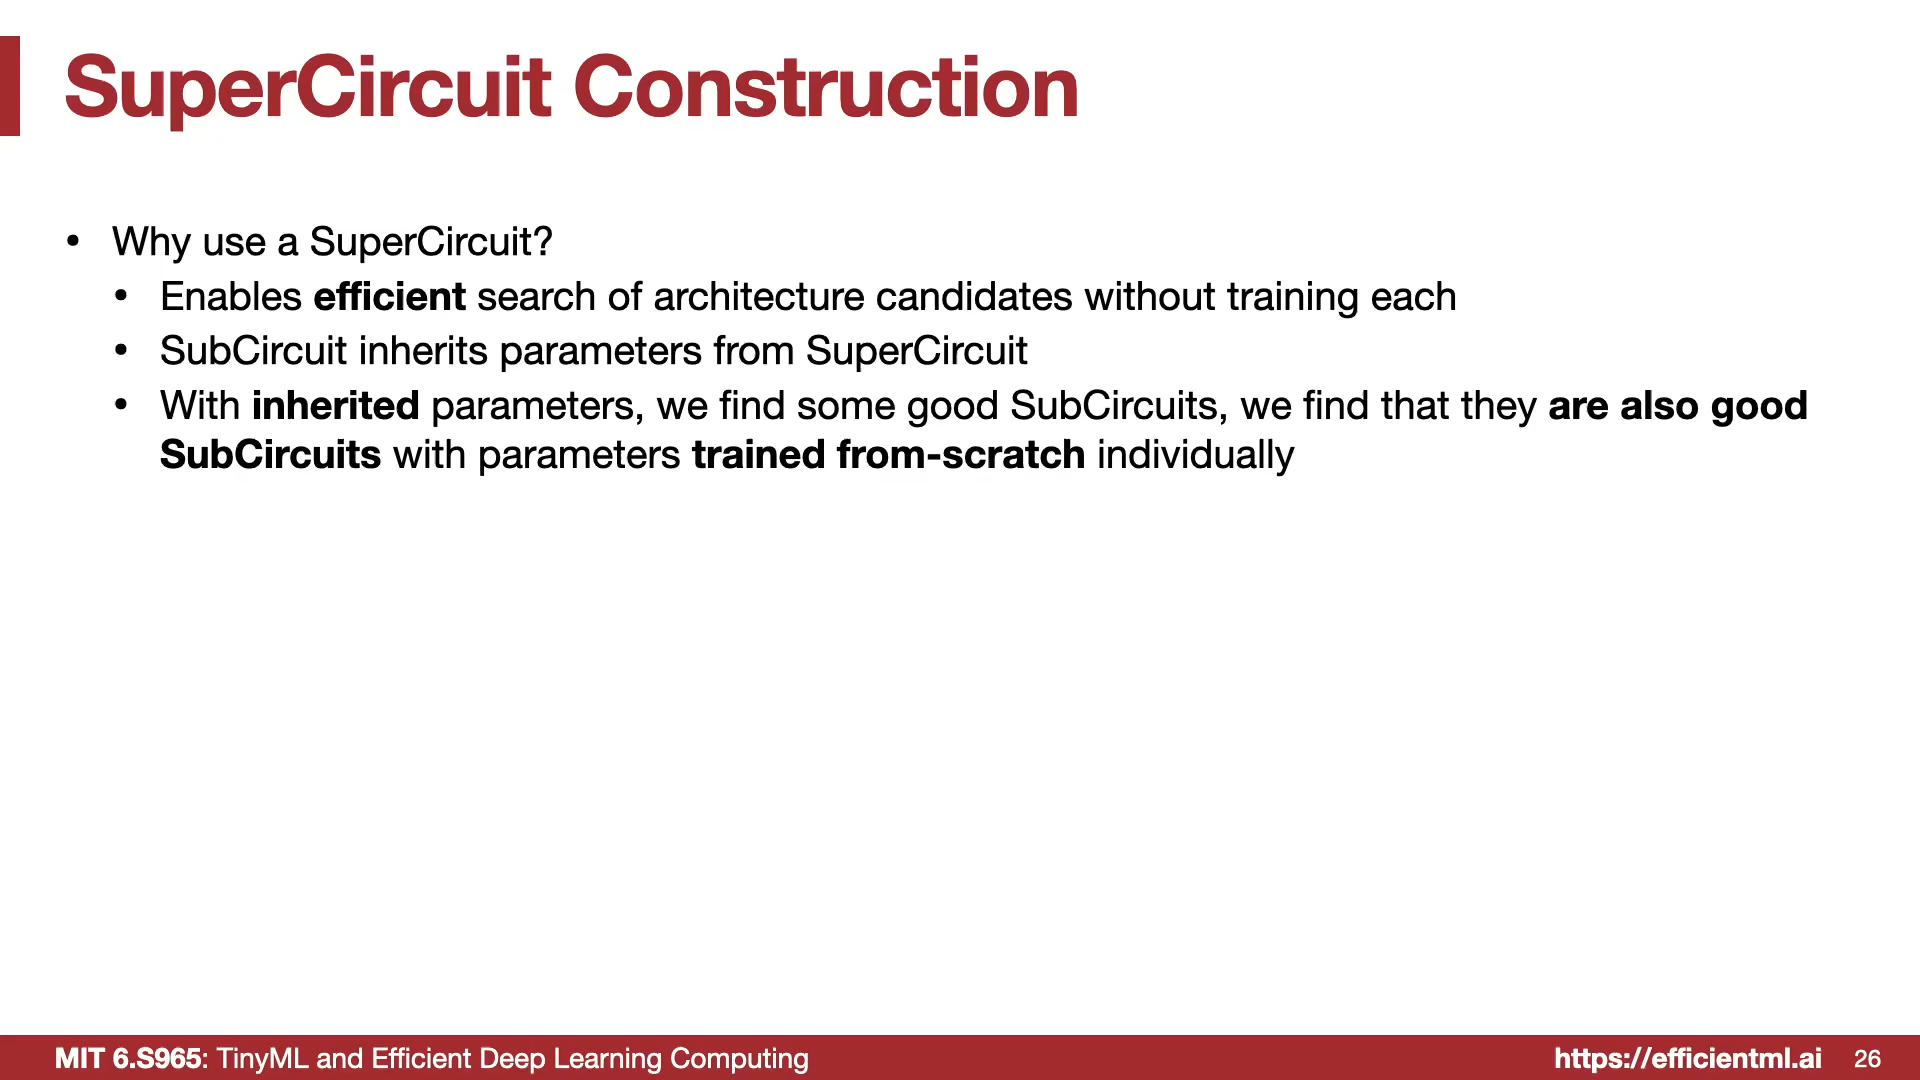 SuperCircuit Construction
• Why use a SuperCircuit?
• Enables efficient search of architecture candidates without training each
• SubCircuit inherits parameters from SuperCircuit
• With inherited parameters, we find some good SubCircuits, we find that they are also good
SubCircuits with parameters trained from-scratch individually
MIT 6.S965: TinyML and Efficient Deep Learning Computing
https://efficientml.ai 26